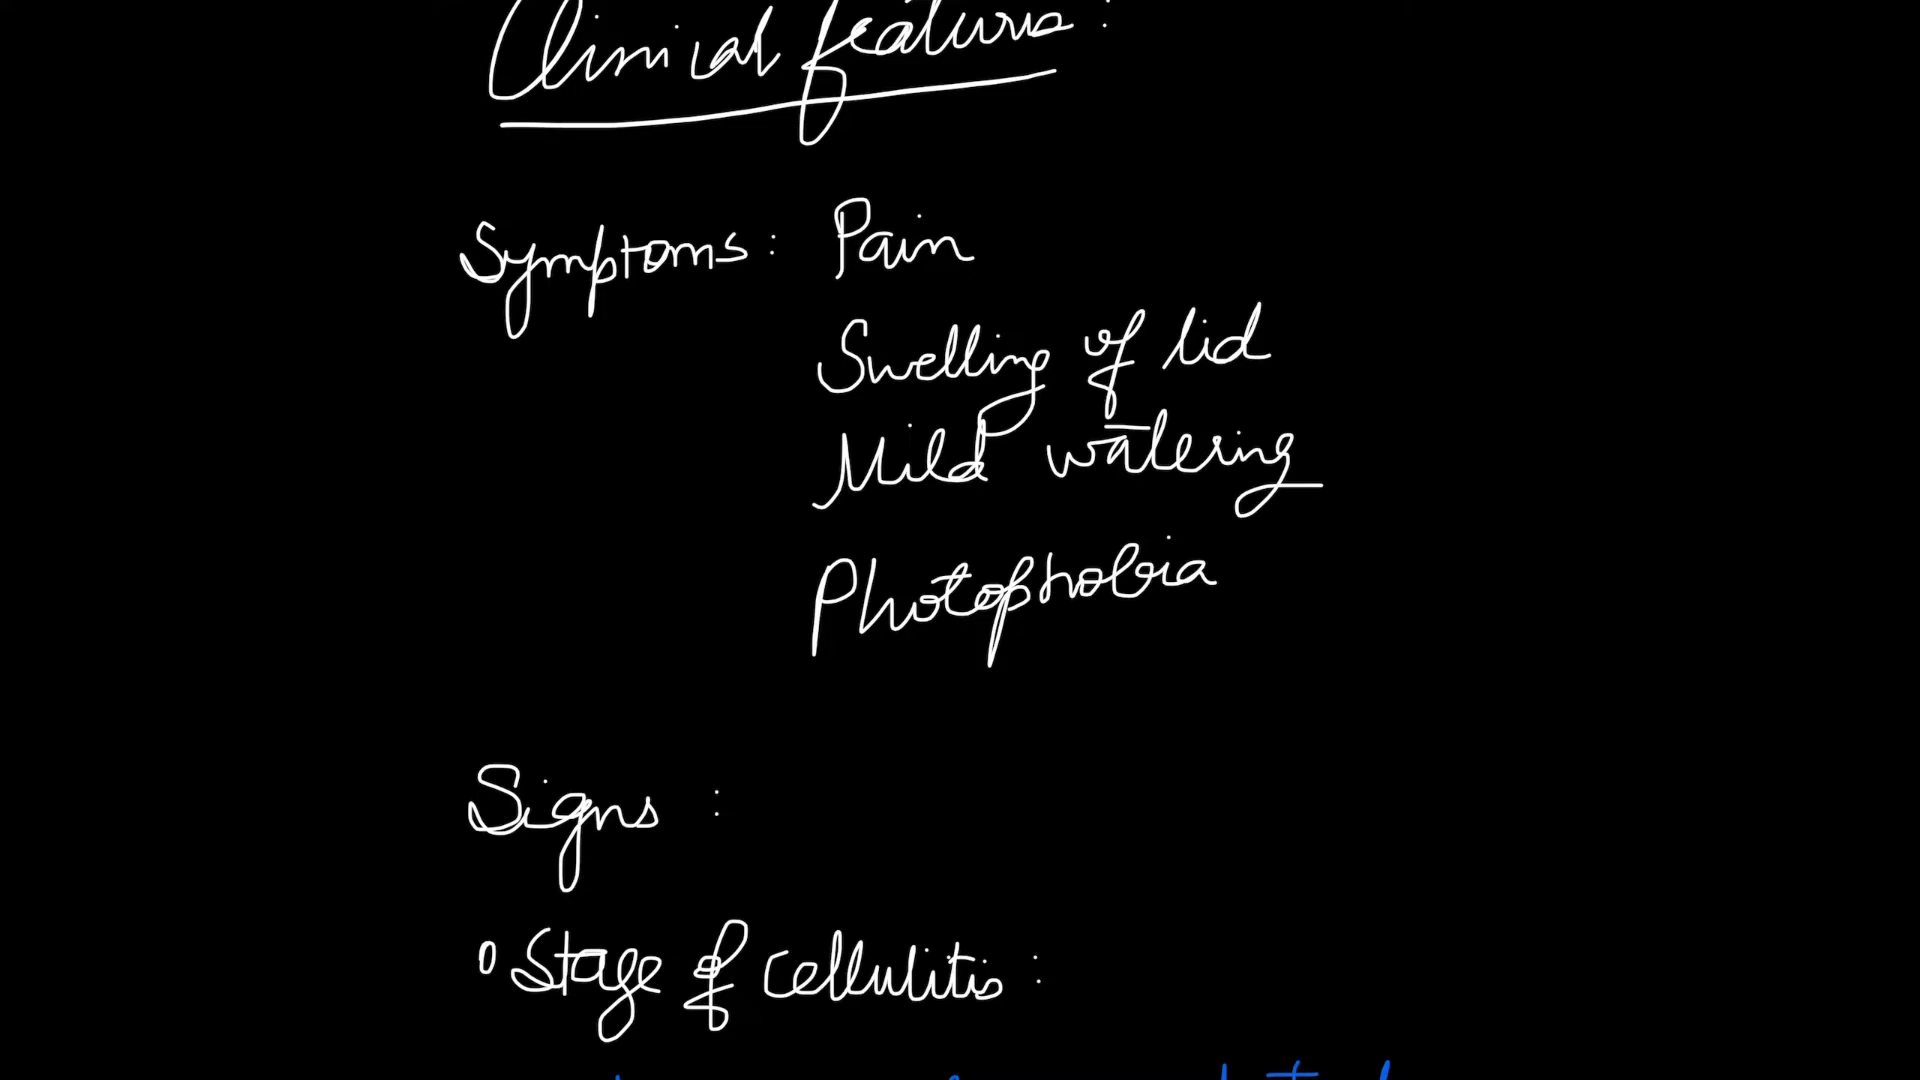 Clinical features:
Symptoms: Pain
Swelling of lid
Mild watering
Photophobia
Signs :
Stage of cellulitis: